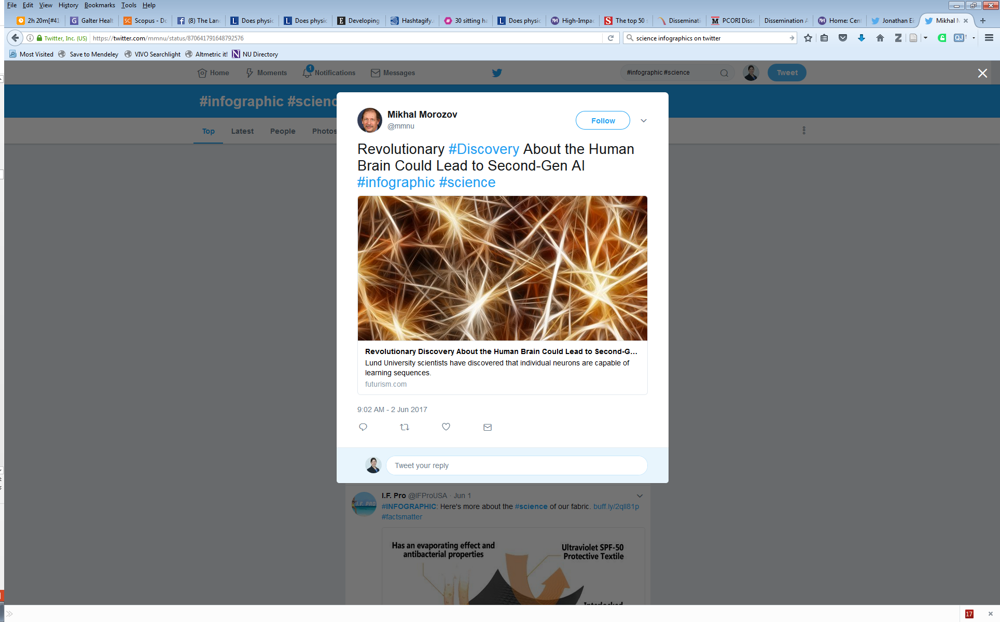 File Edit View History Bookmarks Tools Help
2h 20m[#41 Galter Healt Scopus - Do (8) The Lan Does physic Does physic Developing Hashtagify. 30 sitting ha Does physic High-Impac The top 50 s Disseminati PCORI Disse Dissemination A Home: Cent Jonathan Eis Mikhal M
Twitter, Inc. (US) https://twitter.com/mmnu/status/870641791648792576 science infographics on twitter
Most Visited Save to Mendeley VIVO Searchlight Altmetric it! NU Directory
Home Moments 1 Notifications Messages #infographic #science Tweet
#infographic #scienc
Top Latest People Photos
Mikhal Morozov
@mmnu
Follow
Revolutionary #Discovery About the Human
Brain Could Lead to Second-Gen AI
#infographic #science
Revolutionary Discovery About the Human Brain Could Lead to Second-G...
Lund University scientists have discovered that individual neurons are capable of
learning sequences.
futurism.com
9:02 AM - 2 Jun 2017
Tweet your reply
I.F. Pro @IFProUSA · Jun 1
#INFOGRAPHIC: Here's more about the #science of our fabric. buff.ly/2qll81p
#factsmatter
I.F. PRO
Has an evaporating effect and
antibacterial properties
Ultraviolet SPF-50
Protective Textile
Interlocked
17